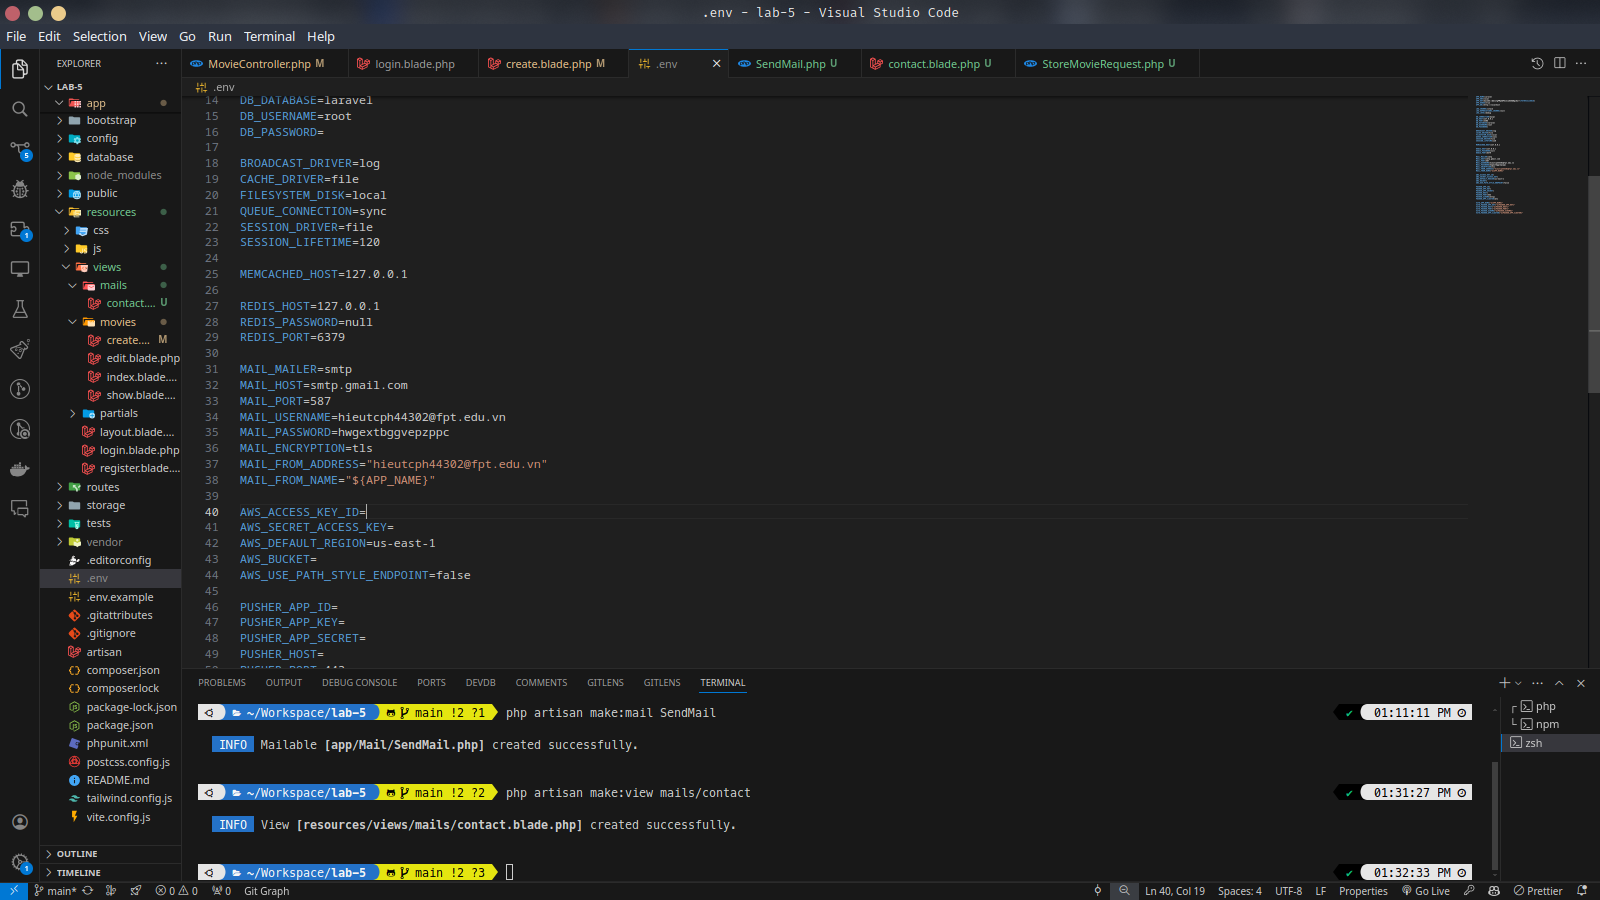 .env - lab-5 - Visual Studio Code
File Edit Selection View Go Run Terminal Help
EXPLORER
MovieController.php M
login.blade.php
create.blade.php M
.env
SendMail.php U
contact.blade.php U
StoreMovieRequest.php U
.env
LAB-5
app
bootstrap
config
database
node_modules
public
resources
css
js
views
mails
contact.... U
movies
create.... M
edit.blade.php
index.blade....
show.blade....
partials
layout.blade....
login.blade.php
register.blade....
routes
storage
tests
vendor
.editorconfig
.env
.env.example
.gitattributes
.gitignore
artisan
composer.json
composer.lock
package-lock.json
package.json
phpunit.xml
postcss.config.js
README.md
tailwind.config.js
vite.config.js
OUTLINE
TIMELINE
5
1
1
14 DB_DATABASE=laravel
15 DB_USERNAME=root
16 DB_PASSWORD=
17
18 BROADCAST_DRIVER=log
19 CACHE_DRIVER=file
20 FILESYSTEM_DISK=local
21 QUEUE_CONNECTION=sync
22 SESSION_DRIVER=file
23 SESSION_LIFETIME=120
24
25 MEMCACHED_HOST=127.0.0.1
26
27 REDIS_HOST=127.0.0.1
28 REDIS_PASSWORD=null
29 REDIS_PORT=6379
30
31 MAIL_MAILER=smtp
32 MAIL_HOST=smtp.gmail.com
33 MAIL_PORT=587
34 MAIL_USERNAME=hieutcph44302@fpt.edu.vn
35 MAIL_PASSWORD=hwgextbggvepzppc
36 MAIL_ENCRYPTION=tls
37 MAIL_FROM_ADDRESS="hieutcph44302@fpt.edu.vn"
38 MAIL_FROM_NAME="${APP_NAME}"
39
40 AWS_ACCESS_KEY_ID=
41 AWS_SECRET_ACCESS_KEY=
42 AWS_DEFAULT_REGION=us-east-1
43 AWS_BUCKET=
44 AWS_USE_PATH_STYLE_ENDPOINT=false
45
46 PUSHER_APP_ID=
47 PUSHER_APP_KEY=
48 PUSHER_APP_SECRET=
49 PUSHER_HOST=
50 PUSHER_PORT=443
PROBLEMS OUTPUT DEBUG CONSOLE PORTS DEVDB COMMENTS GITLENS GITLENS TERMINAL
~/Workspace/lab-5 main !2 ?1 php artisan make:mail SendMail ✔ 01:11:11 PM
INFO Mailable [app/Mail/SendMail.php] created successfully.
~/Workspace/lab-5 main !2 ?2 php artisan make:view mails/contact ✔ 01:31:27 PM
INFO View [resources/views/mails/contact.blade.php] created successfully.
~/Workspace/lab-5 main !2 ?3 ✔ 01:32:33 PM
php
npm
zsh
main* 0 0 0 Git Graph
Ln 40, Col 19 Spaces: 4 UTF-8 LF Properties Go Live Prettier